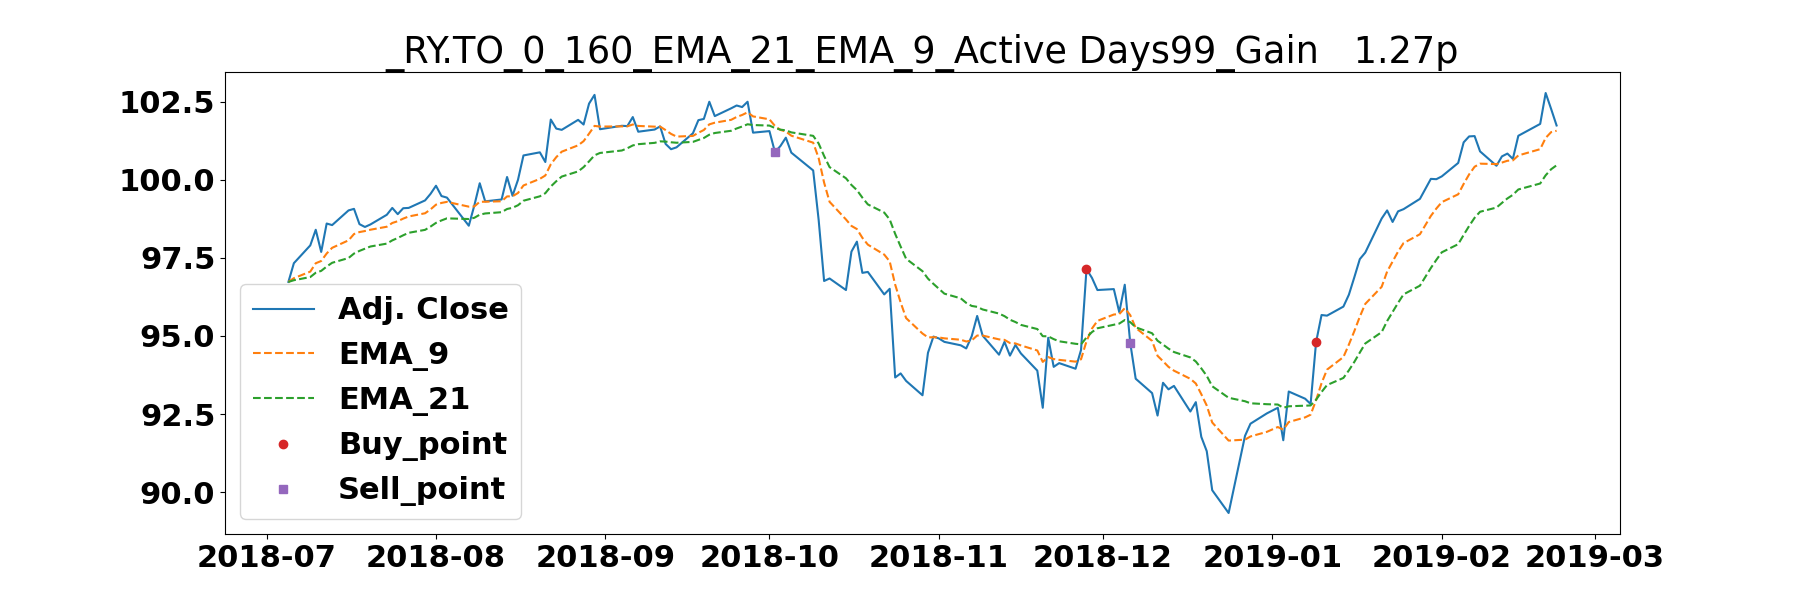 _RY.TO_0_160_EMA_21_EMA_9_Active Days99_Gain   1.27p
102.5
100.0
97.5
95.0
92.5
90.0
Adj. Close
EMA_9
EMA_21
Buy_point
Sell_point
2018-07 2018-08 2018-09 2018-10 2018-11 2018-12 2019-01 2019-02 2019-03